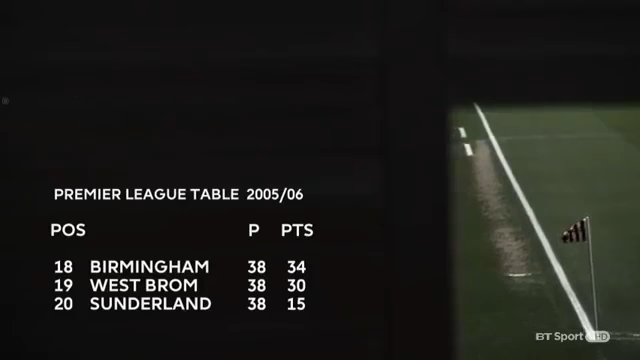 PREMIER LEAGUE TABLE 2005/06
POS P PTS
18 BIRMINGHAM 38 34
19 WEST BROM 38 30
20 SUNDERLAND 38 15
BT Sport HD